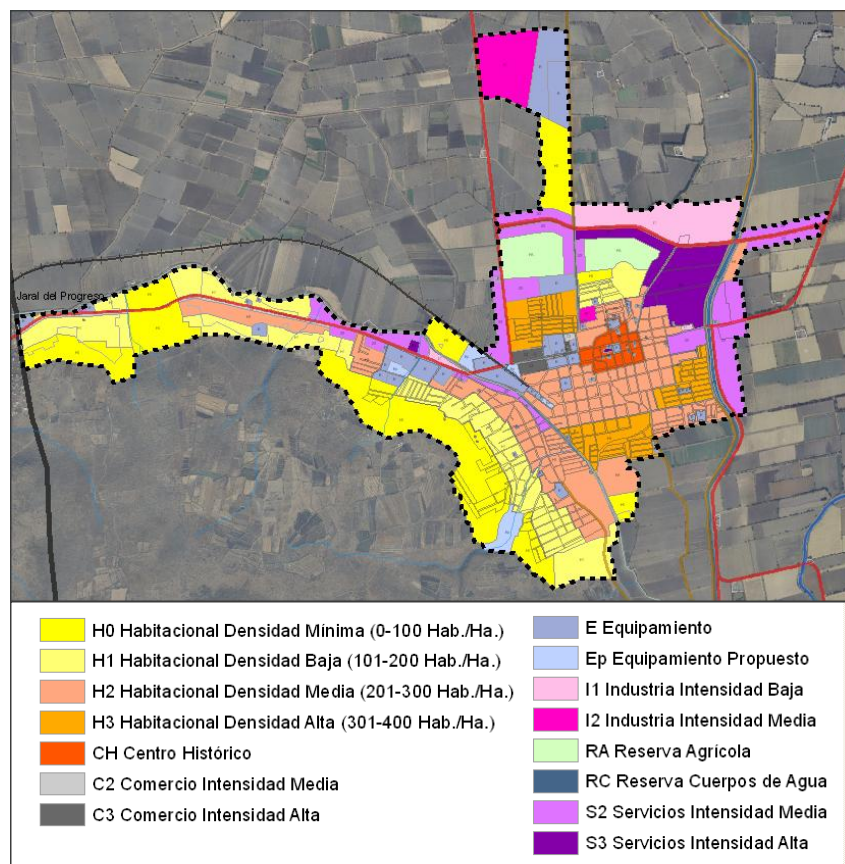 Jaral del Progreso
H0 Habitacional Densidad Mínima (0-100 Hab./Ha.)
H1 Habitacional Densidad Baja (101-200 Hab./Ha.)
H2 Habitacional Densidad Media (201-300 Hab./Ha.)
H3 Habitacional Densidad Alta (301-400 Hab./Ha.)
CH Centro Histórico
C2 Comercio Intensidad Media
C3 Comercio Intensidad Alta
E Equipamiento
Ep Equipamiento Propuesto
I1 Industria Intensidad Baja
I2 Industria Intensidad Media
RA Reserva Agrícola
RC Reserva Cuerpos de Agua
S2 Servicios Intensidad Media
S3 Servicios Intensidad Alta